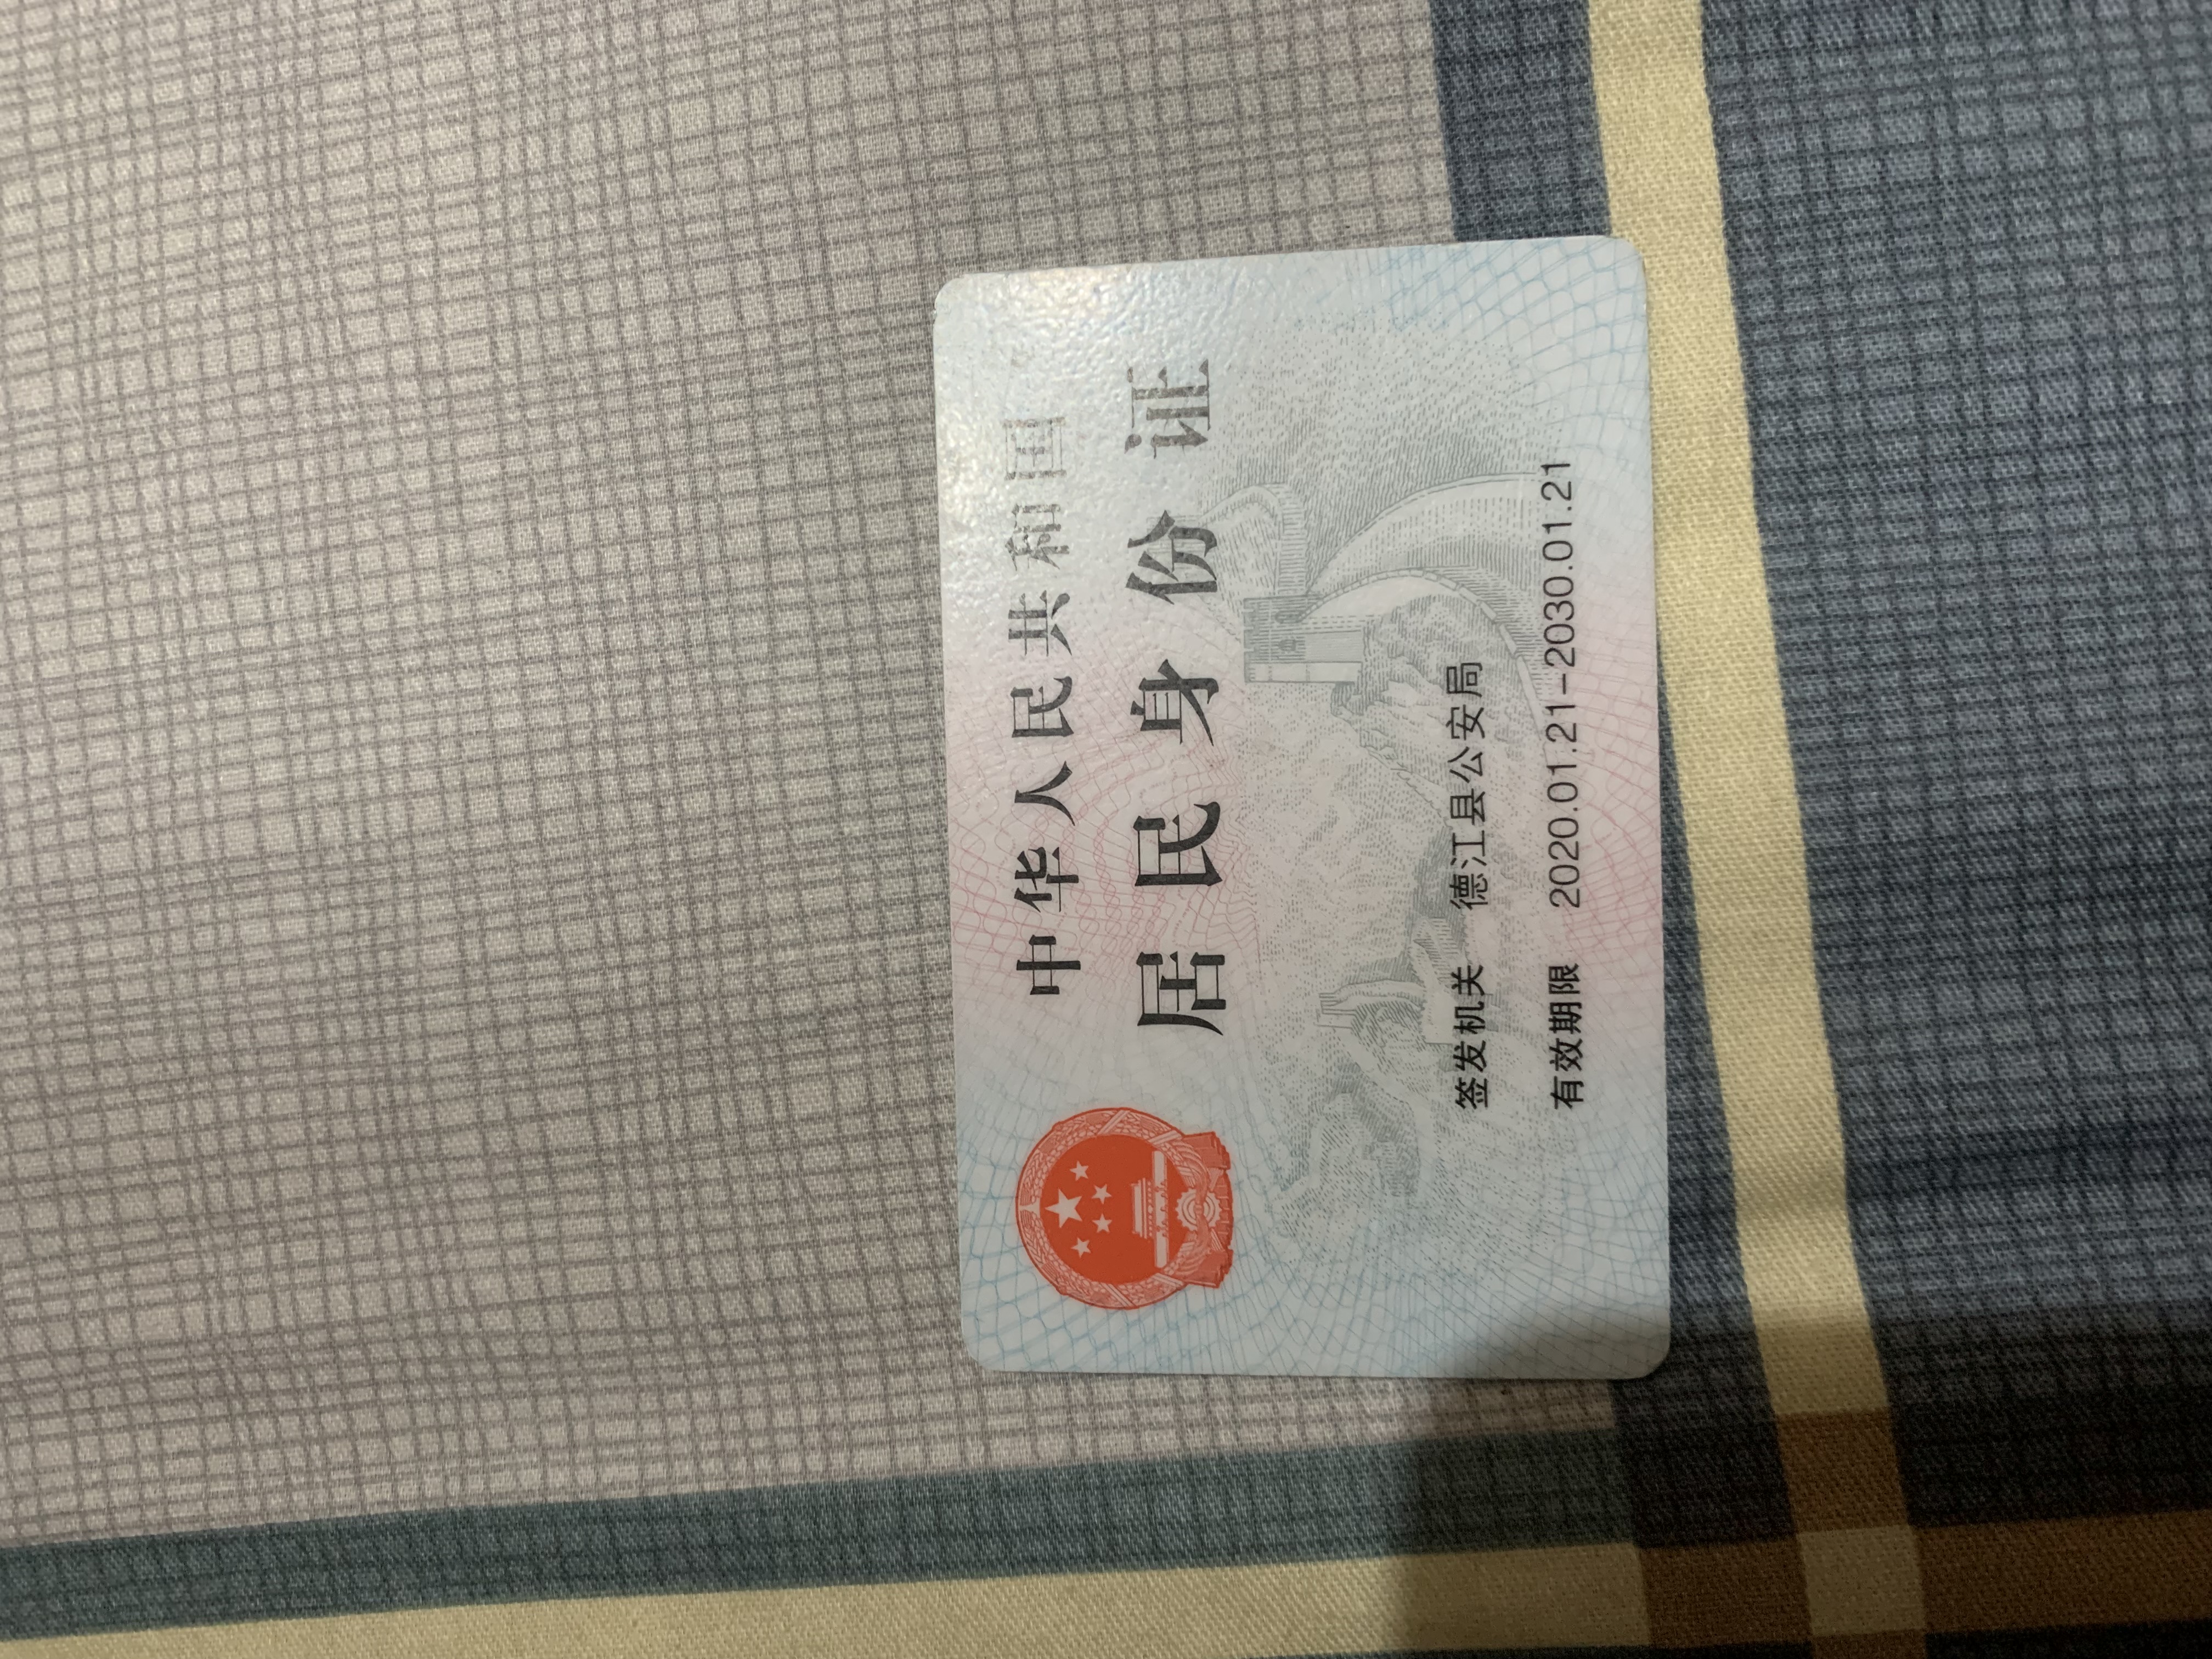 中华人民共和国
居民身份证
签发机关 德江县公安局
有效期限 2020.01.21-2030.01.21